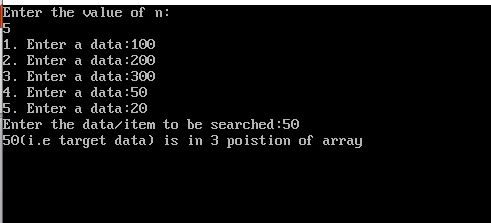 Enter the value of n:
5
1. Enter a data:100
2. Enter a data:200
3. Enter a data:300
4. Enter a data:50
5. Enter a data:20
Enter the data/item to be searched:50
50(i.e target data) is in 3 poistion of array